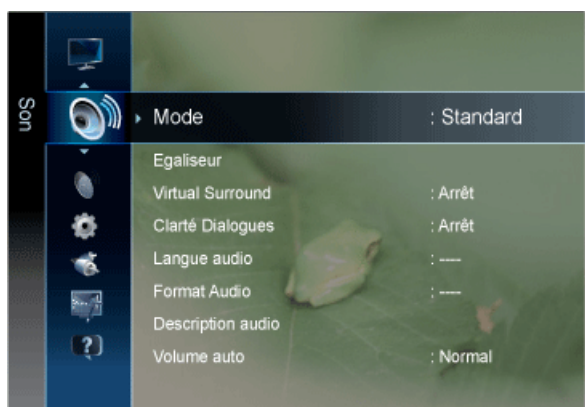 Son
Mode : Standard
Egaliseur
Virtual Surround : Arrêt
Clarté Dialogues : Arrêt
Langue audio : ----
Format Audio : ----
Description audio
Volume auto : Normal